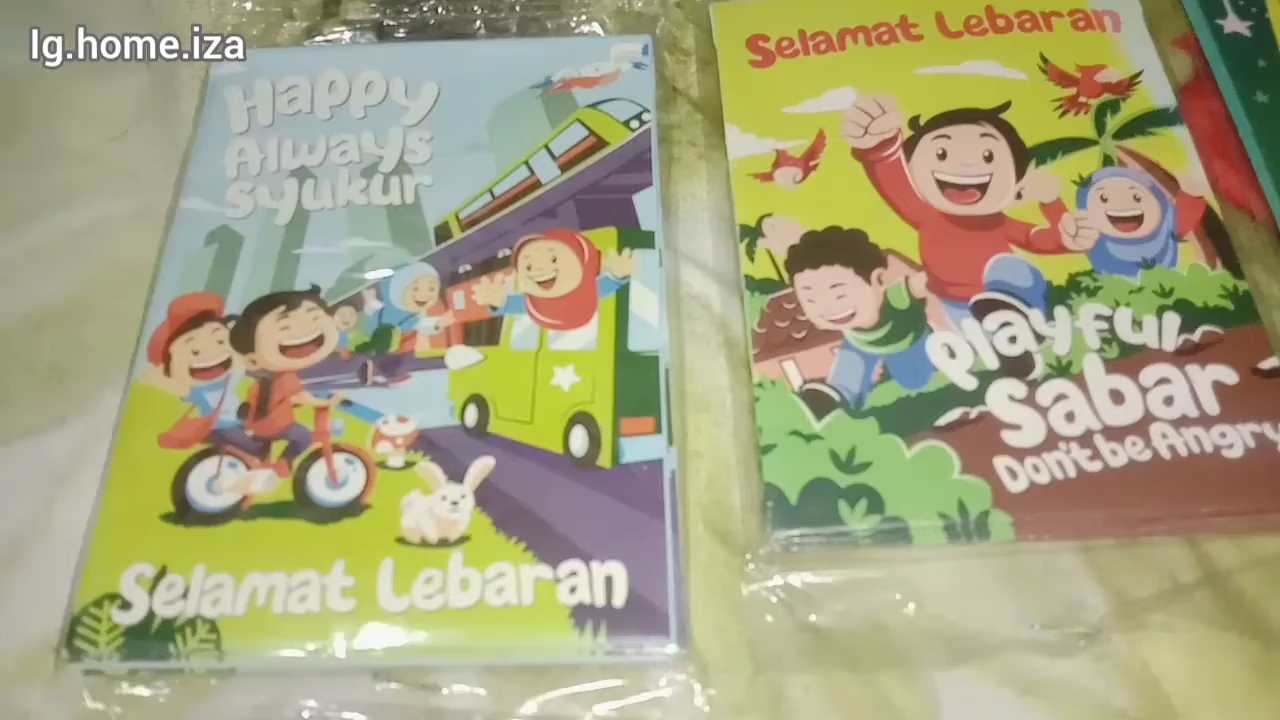 Ig.home.iza
Happy
Always
Syukur
Selamat Lebaran
Selamat Lebaran
Playful
Sabar
Don't be Angry